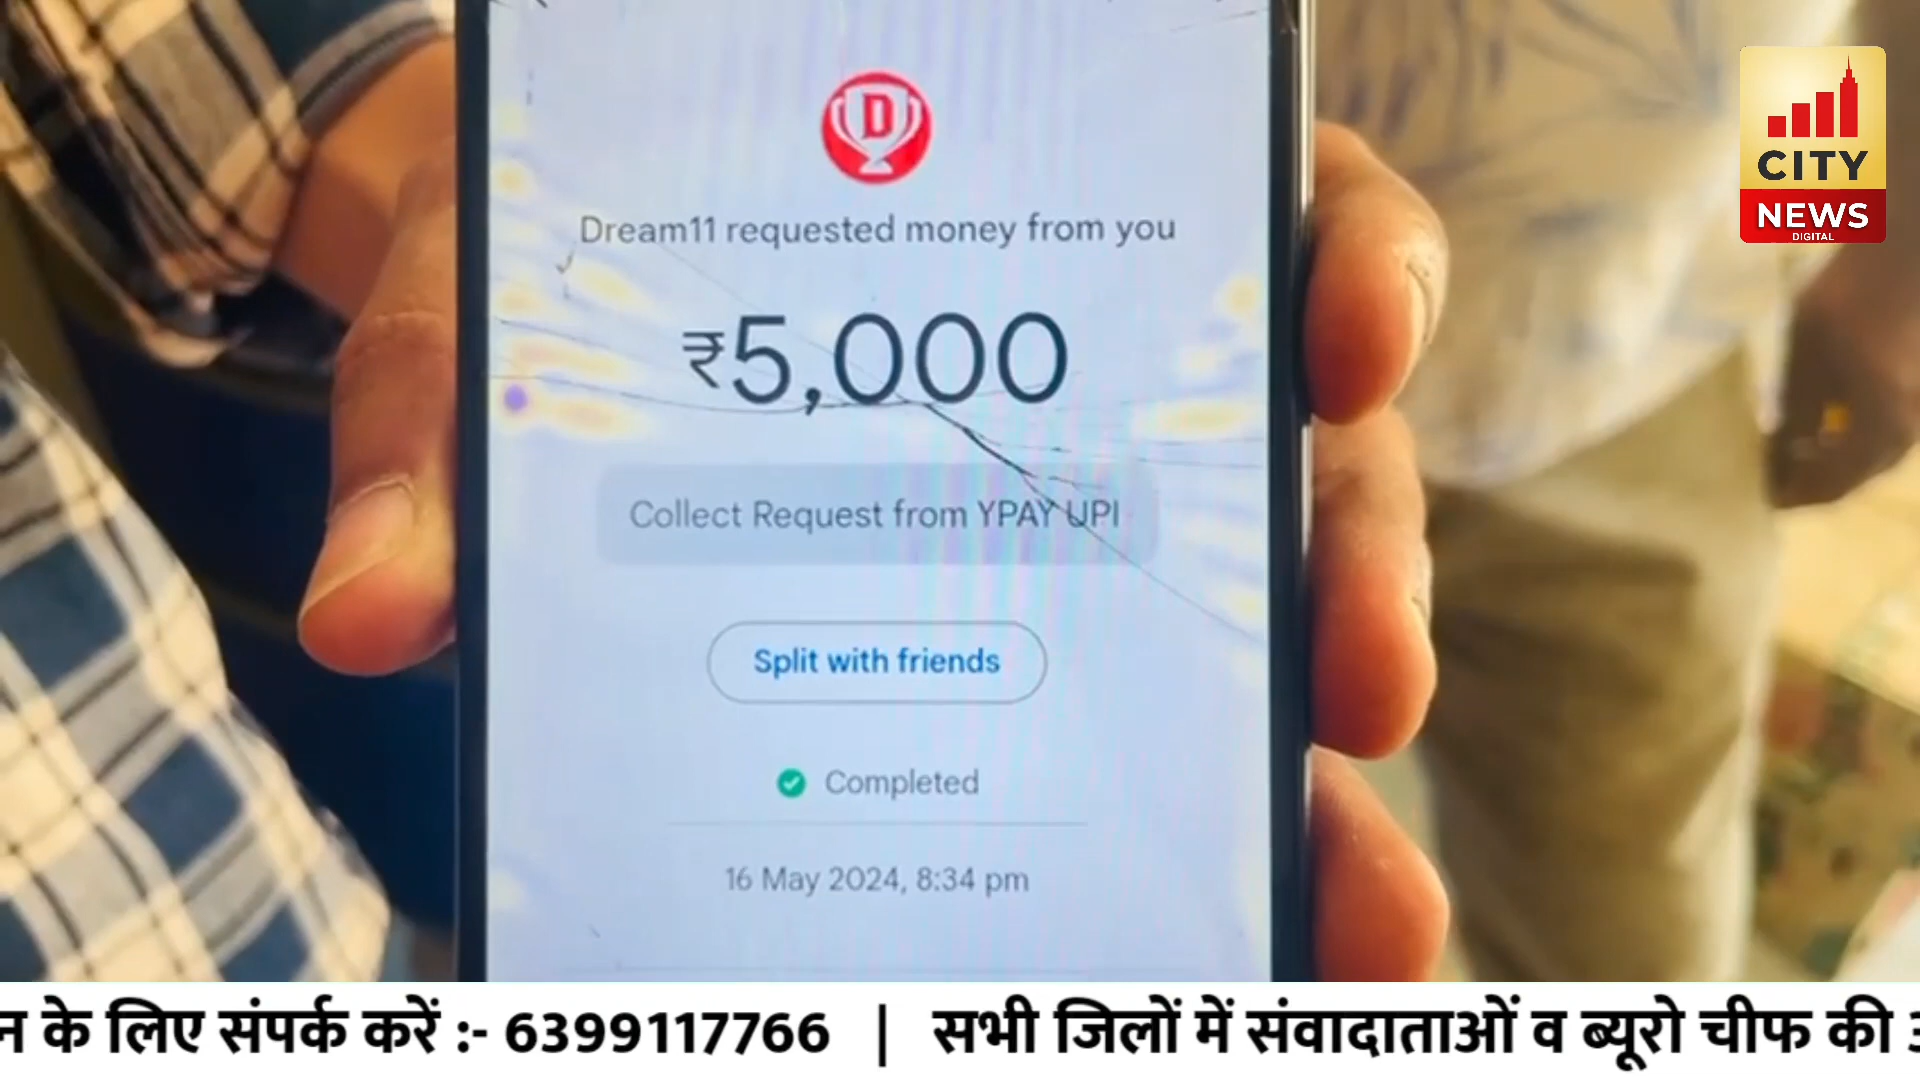 D
CITY
NEWS
DIGITAL
Dream11 requested money from you
₹5,000
Collect Request from YPAY UPI
Split with friends
Completed
16 May 2024, 8:34 pm
के लिए संपर्क करें :- 6399117766 | सभी जिलों में संवादाताओं व ब्यूरो चीफ की